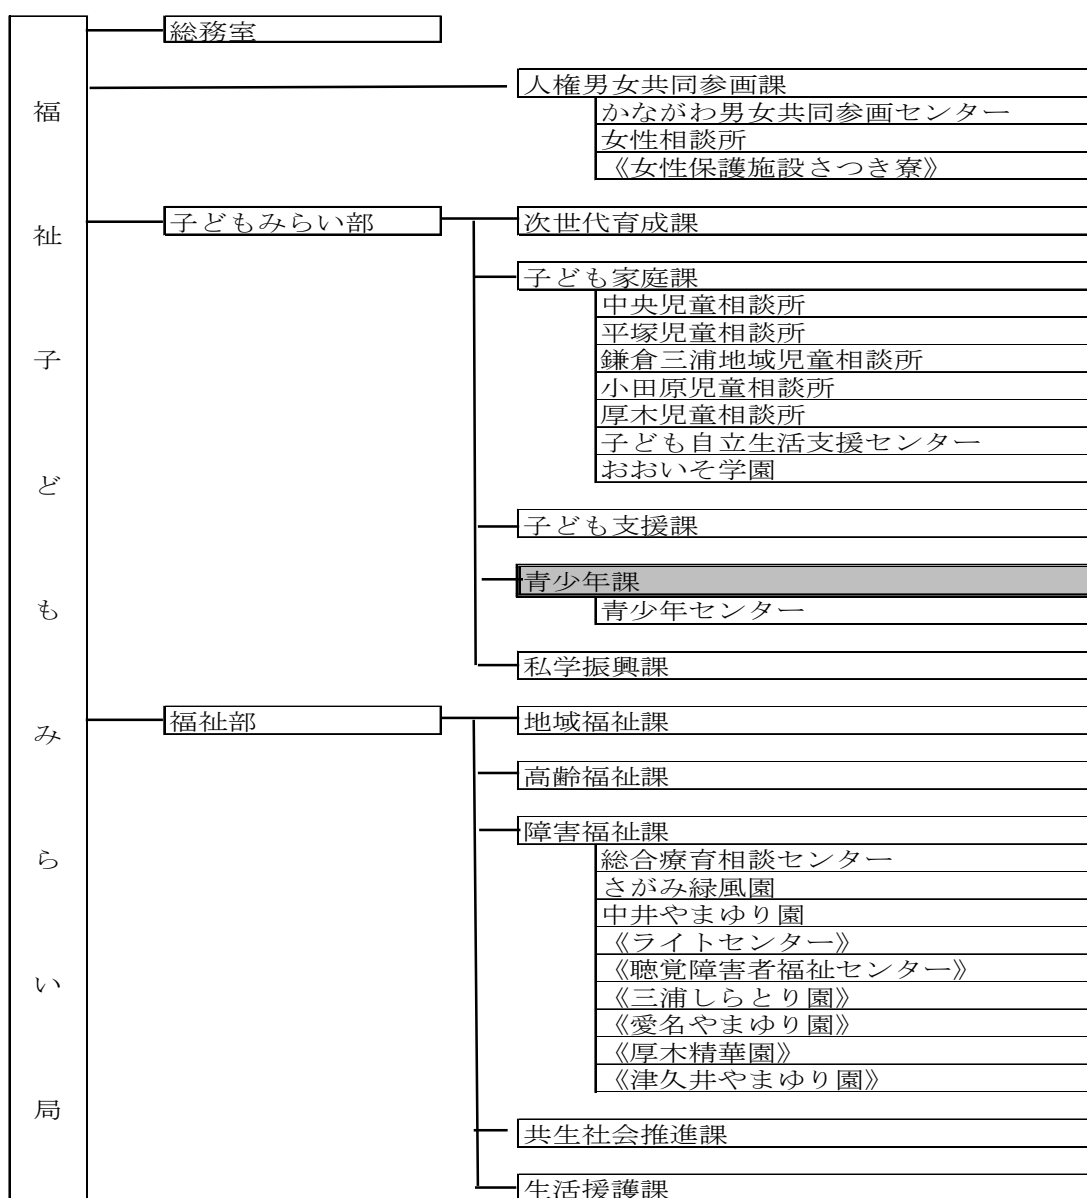 福祉子どもみらい局
総務室
人権男女共同参画課
かながわ男女共同参画センター
女性相談所
《女性保護施設さつき寮》
子どもみらい部
次世代育成課
子ども家庭課
中央児童相談所
平塚児童相談所
鎌倉三浦地域児童相談所
小田原児童相談所
厚木児童相談所
子ども自立生活支援センター
おおいそ学園
子ども支援課
青少年課
青少年センター
私学振興課
福祉部
地域福祉課
高齢福祉課
障害福祉課
総合療育相談センター
さがみ緑風園
中井やまゆり園
《ライトセンター》
《聴覚障害者福祉センター》
《三浦しらとり園》
《愛名やまゆり園》
《厚木精華園》
《津久井やまゆり園》
共生社会推進課
生活援護課